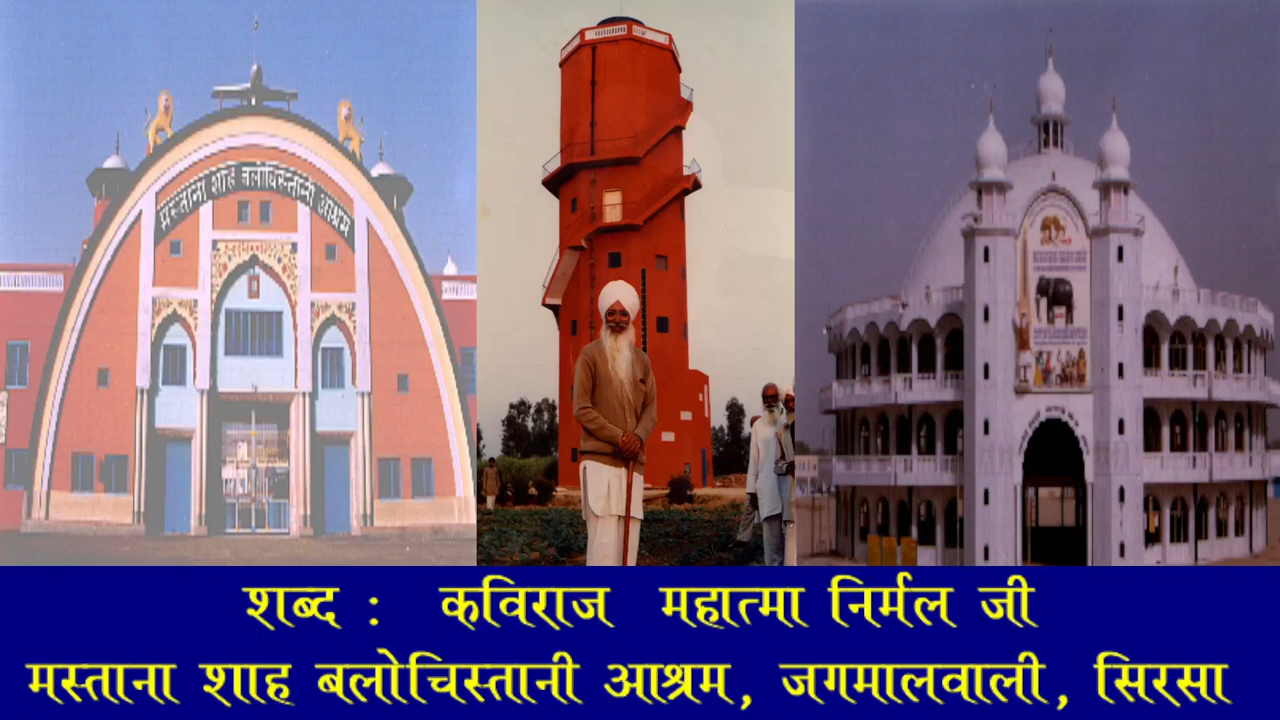 मस्ताना शाह बलोचिस्तानी आश्रम
शब्द : कविराज महात्मा निर्मल जी
मस्ताना शाह बलोचिस्तानी आश्रम, जगमालवाली, सिरसा